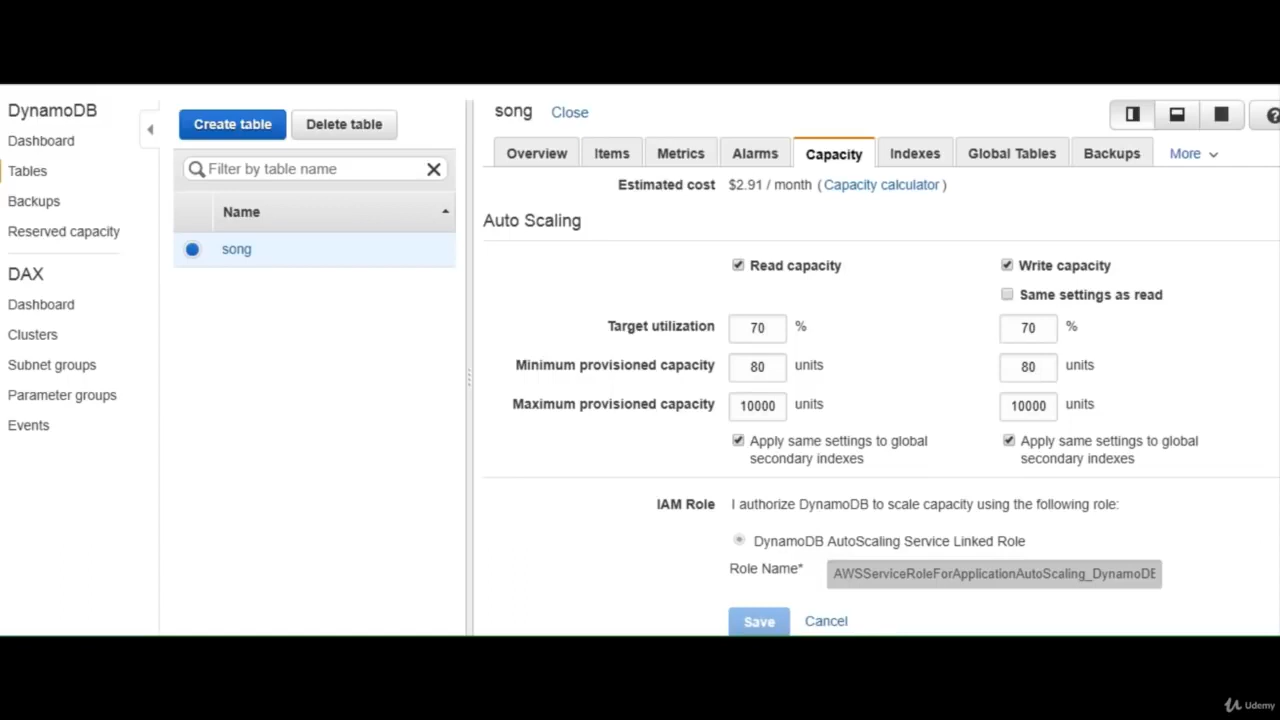 DynamoDB
Dashboard
Tables
Backups
Reserved capacity
DAX
Dashboard
Clusters
Subnet groups
Parameter groups
Events
Create table
Delete table
Filter by table name
Name
song
song Close
Overview Items Metrics Alarms Capacity Indexes Global Tables Backups More
Estimated cost $2.91 / month ( Capacity calculator )
Auto Scaling
Read capacity Write capacity
Same settings as read
Target utilization 70 % 70 %
Minimum provisioned capacity 80 units 80 units
Maximum provisioned capacity 10000 units 10000 units
Apply same settings to global Apply same settings to global
secondary indexes secondary indexes
IAM Role I authorize DynamoDB to scale capacity using the following role:
DynamoDB AutoScaling Service Linked Role
Role Name* AWSServiceRoleForApplicationAutoScaling_DynamoDE
Save Cancel
Udemy